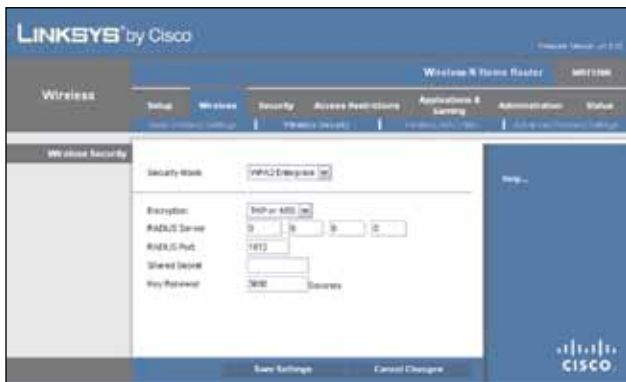 LINKSYS by Cisco
Wireless-N Home Router
Wireless
Setup Wireless Security Access Restrictions Applications & Gaming Administration Status
Wireless Security
Wireless Security
Security Mode: WPA2 Enterprise
Help...
Encryption: TKIP or AES
RADIUS Server: 0 0 0 0
RADIUS Port: 1812
Shared Secret:
Key Renewal: 3600 Seconds
Save Settings Cancel Changes
CISCO